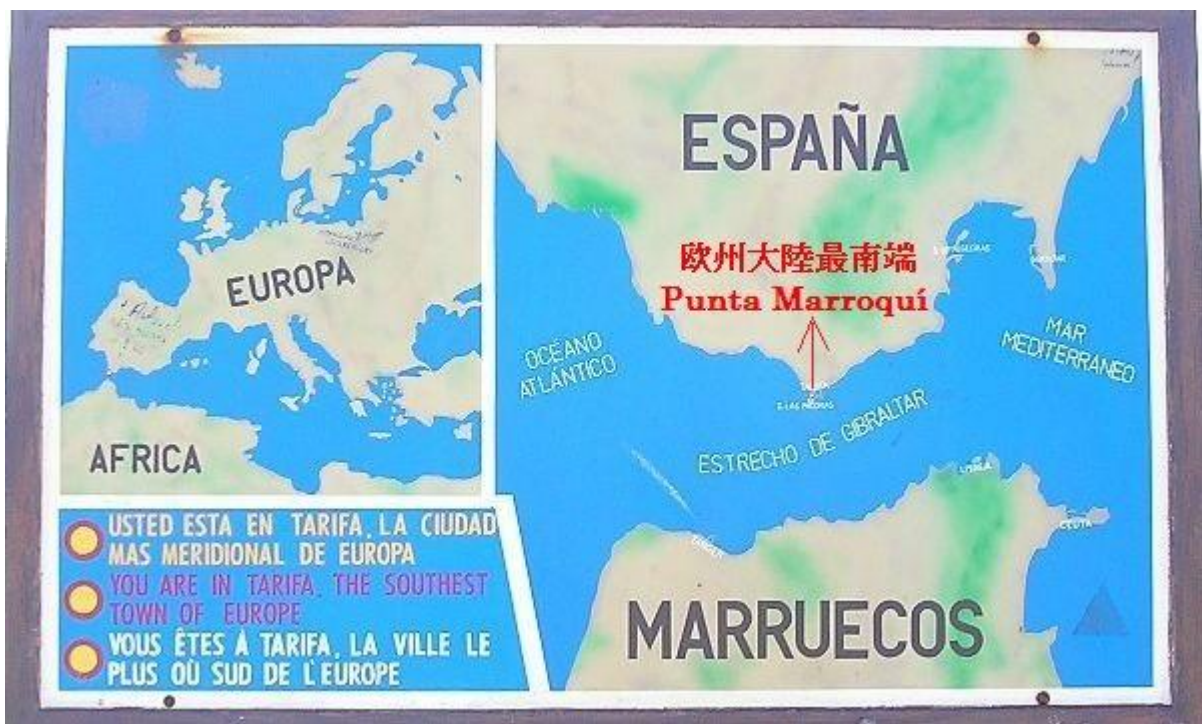 EUROPA
AFRICA
ESPAÑA
欧州大陸最南端
Punta Marroquí
OCEANO
ATLÁNTICO
MAR
MEDITERRANEO
ESTRECHO DE GIBRALTAR
CEUTA
MARRUECOS
USTED ESTA EN TARIFA, LA CIUDAD
MAS MERIDIONAL DE EUROPA
YOU ARE IN TARIFA, THE SOUTHEST
TOWN OF EUROPE
VOUS ÊTES À TARIFA, LA VILLE LE
PLUS OÙ SUD DE L'EUROPE